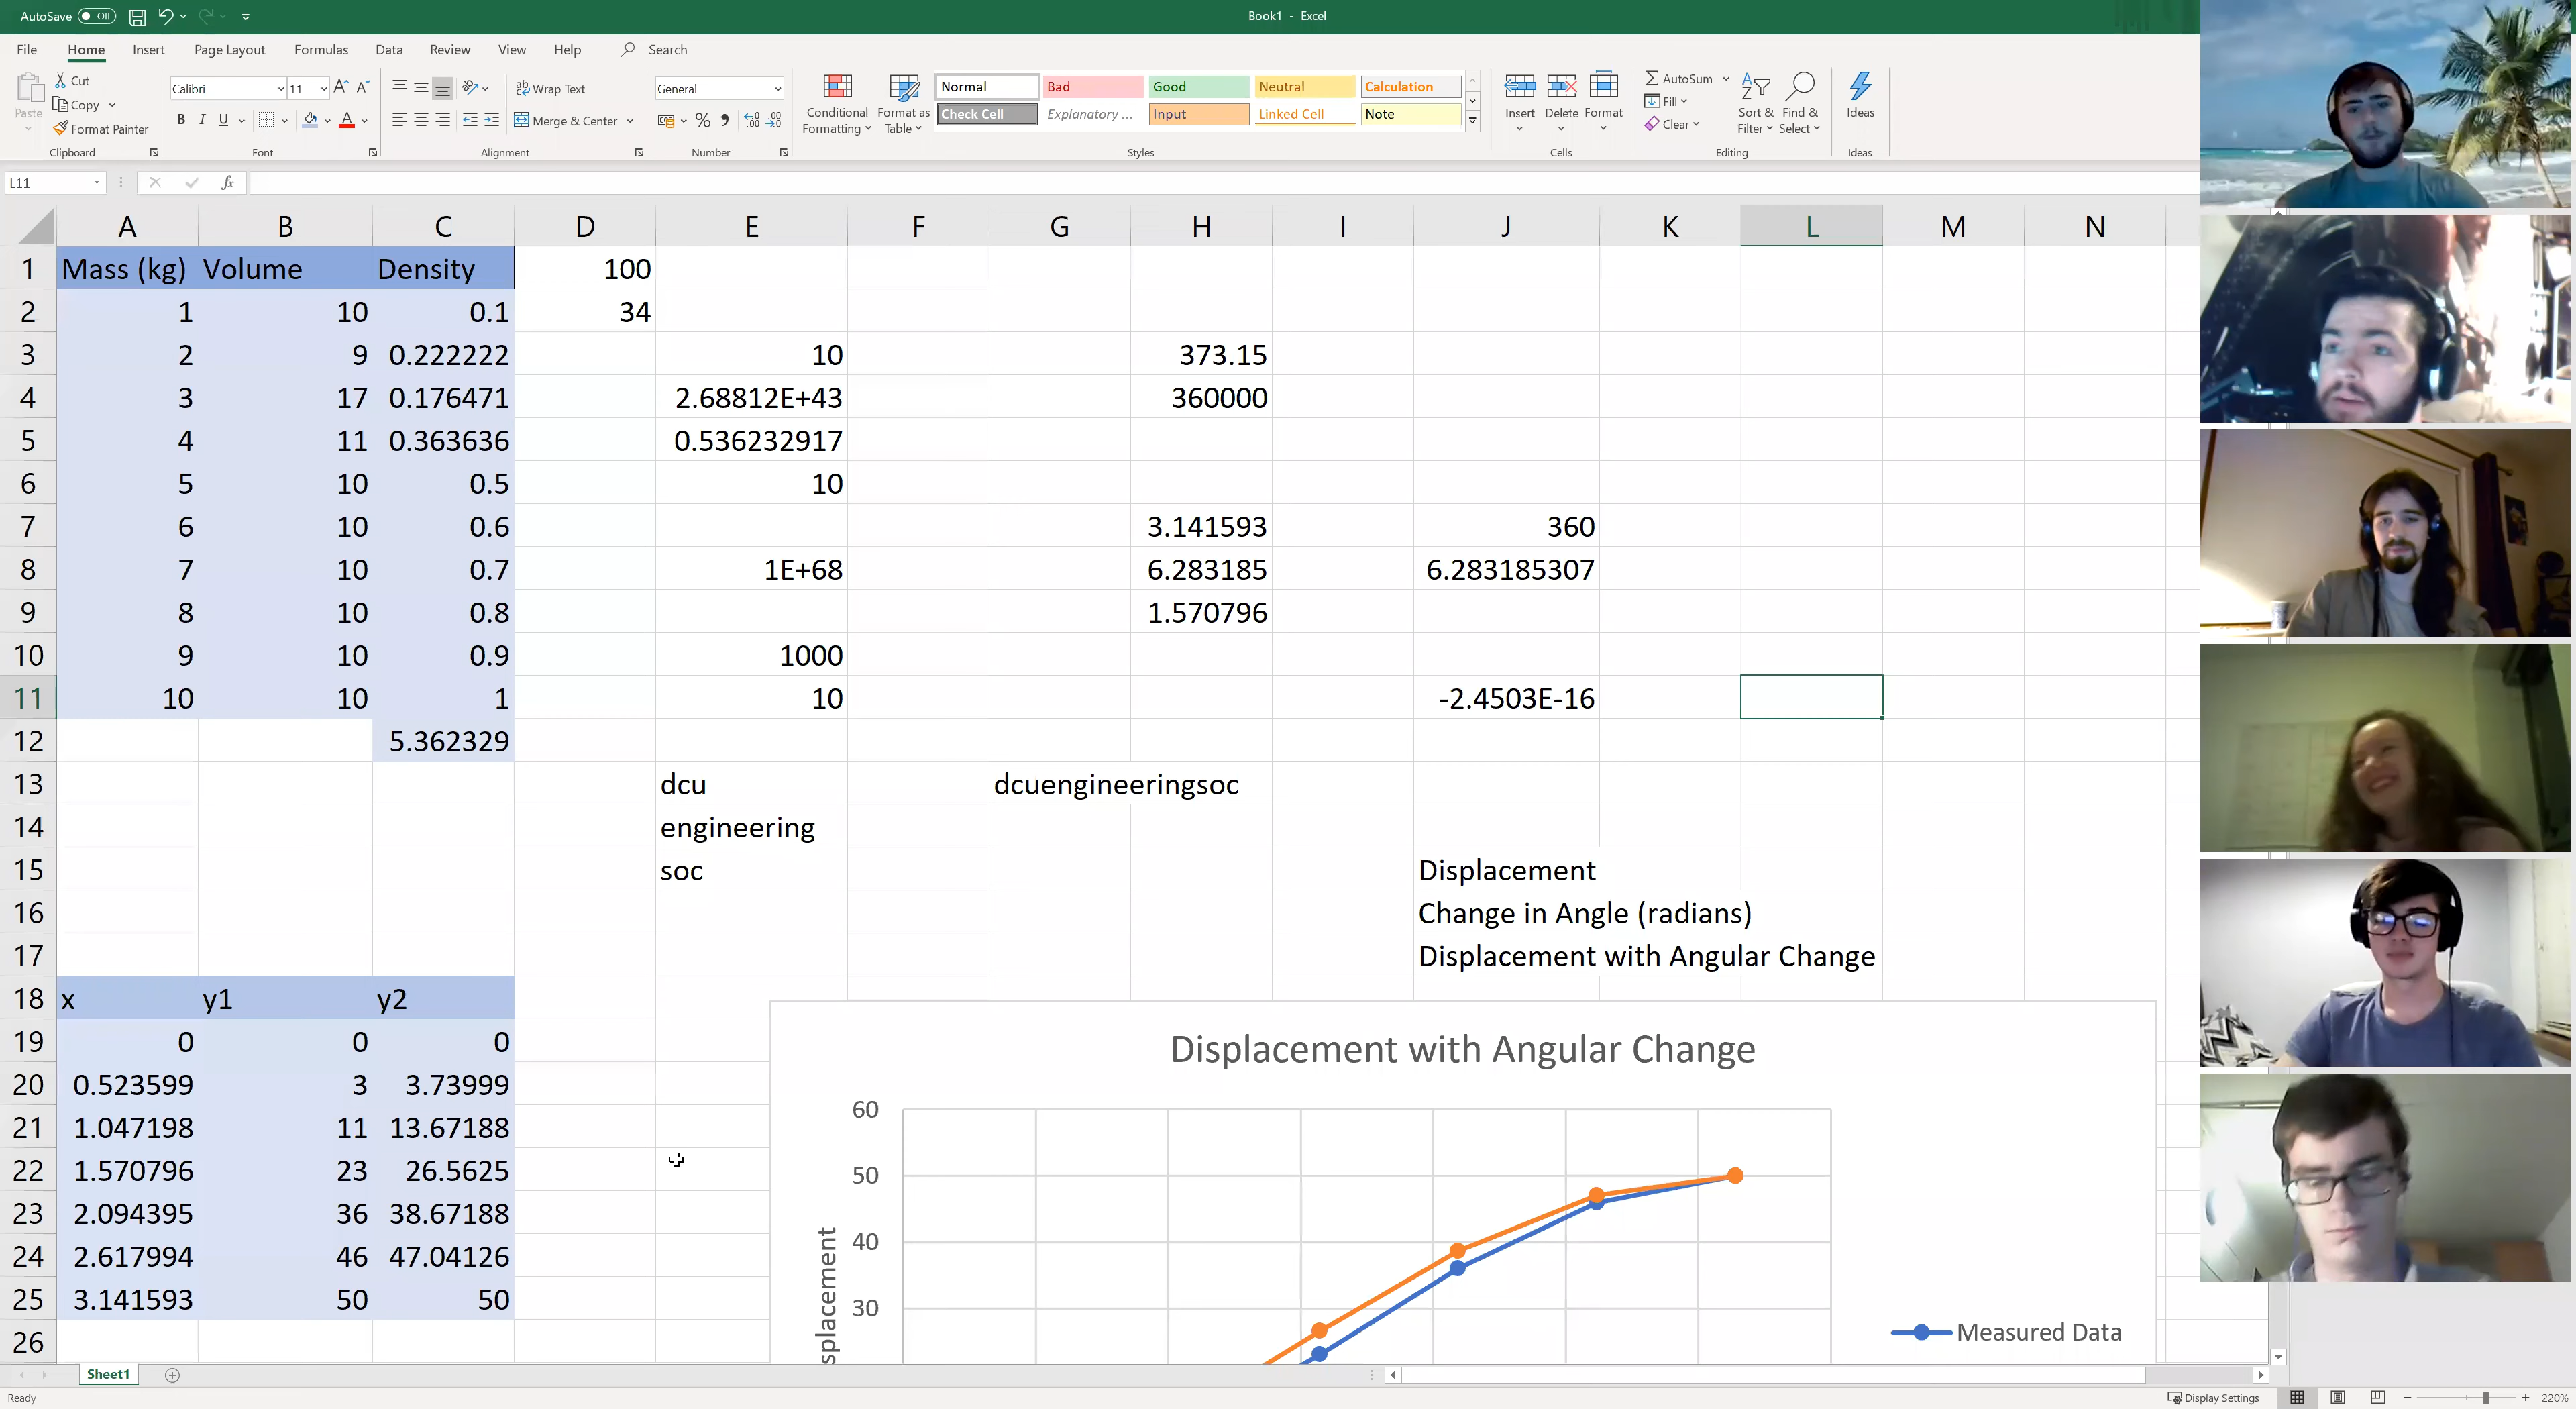 AutoSave Off Book1 - Excel
File Home Insert Page Layout Formulas Data Review View Help Search
Paste Cut Copy Format Painter Clipboard
Calibri 11 A A B I U A Font
ab Wrap Text Merge & Center Alignment
General % , Number
Conditional Formatting Format as Table
Normal Bad Good Neutral Calculation
Check Cell Explanatory ... Input Linked Cell Note
Styles
Insert Delete Format Cells
AutoSum Fill Clear Sort & Filter Find & Select Editing
Ideas Ideas
L11 fx
A B C D E F G H I J K L M N
1 Mass (kg) Volume Density 100
2 1 10 0.1 34
3 2 9 0.222222 10 373.15
4 3 17 0.176471 2.68812E+43 360000
5 4 11 0.363636 0.536232917
6 5 10 0.5 10
7 6 10 0.6 3.141593 360
8 7 10 0.7 1E+68 6.283185 6.283185307
9 8 10 0.8 1.570796
10 9 10 0.9 1000
11 10 10 1 10 -2.4503E-16
12 5.362329
13 dcu dcuengineeringsoc
14 engineering
15 soc Displacement
16 Change in Angle (radians)
17 Displacement with Angular Change
18 x y1 y2
19 0 0 0
20 0.523599 3 3.73999
21 1.047198 11 13.67188
22 1.570796 23 26.5625
23 2.094395 36 38.67188
24 2.617994 46 47.04126
25 3.141593 50 50
26
Displacement with Angular Change
60
50
40
30
splacement
Measured Data
Sheet1
Ready Display Settings 220%